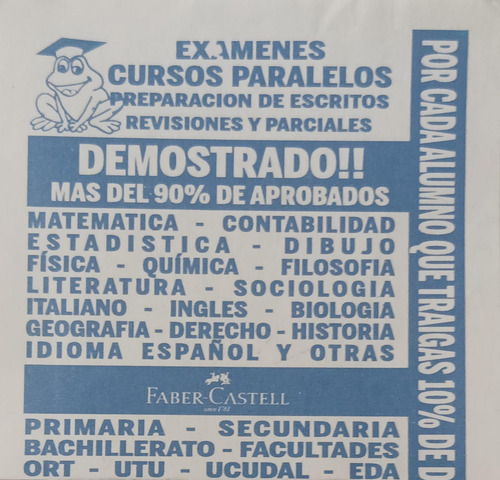 EXAMENES
CURSOS PARALELOS
PREPARACION DE ESCRITOS
REVISIONES Y PARCIALES
DEMOSTRADO!!
MAS DEL 90% DE APROBADOS
MATEMATICA - CONTABILIDAD
ESTADISTICA - DIBUJO
FÍSICA - QUÍMICA - FILOSOFIA
LITERATURA - SOCIOLOGIA
ITALIANO - INGLES - BIOLOGIA
GEOGRAFIA - DERECHO - HISTORIA
IDIOMA ESPAÑOL Y OTRAS
FABER-CASTELL
since 1761
PRIMARIA - SECUNDARIA
BACHILLERATO - FACULTADES
ORT - UTU - UCUDAL - EDA
POR CADA ALUMNO QUE TRAIGAS 10% DE D